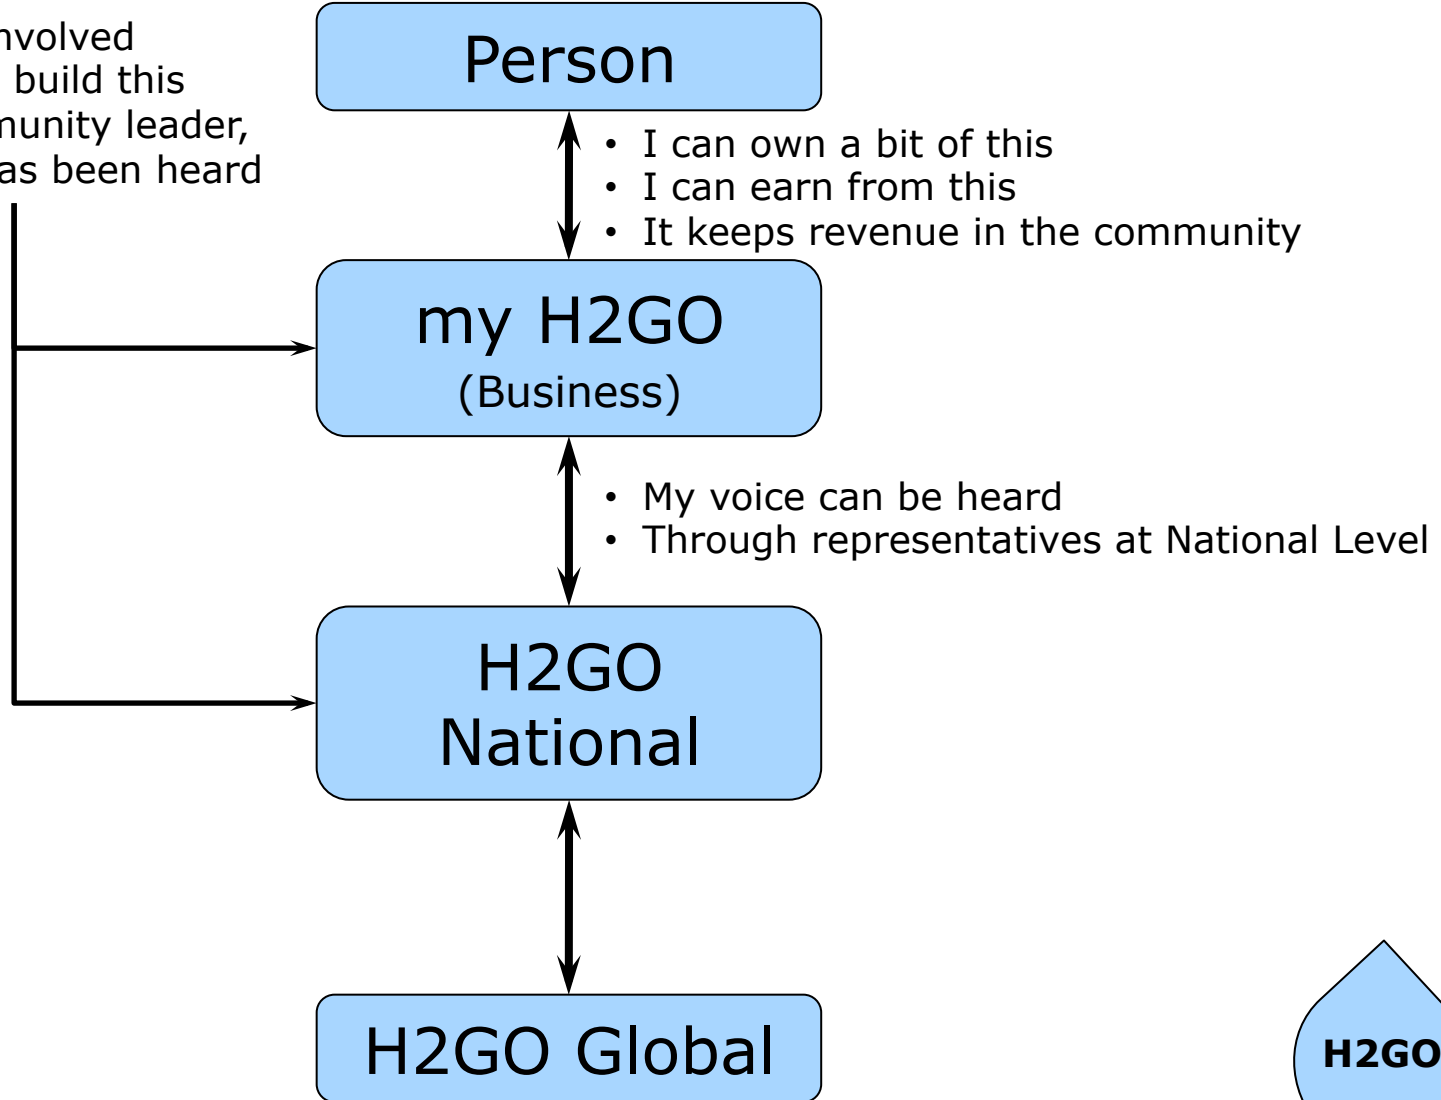 Person
nvolved
build this
munity leader,
as been heard
• I can own a bit of this
• I can earn from this
• It keeps revenue in the community
my H2GO
(Business)
• My voice can be heard
• Through representatives at National Level
H2GO
National
H2GO Global
H2GO